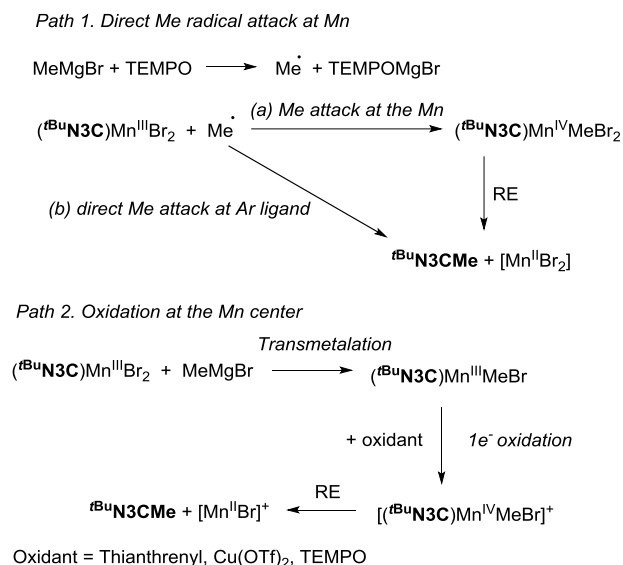 Path 1. Direct Me radical attack at Mn
MeMgBr + TEMPO → Me• + TEMPOMgBr
(a) Me attack at the Mn
(ᵗᴮᵘN3C)MnᴵᴵᴵBr₂ + Me• → (ᵗᴮᵘN3C)MnᴵⱽMeBr₂
RE
(b) direct Me attack at Ar ligand
ᵗᴮᵘN3CMe + [MnᴵᴵBr₂]
Path 2. Oxidation at the Mn center
Transmetalation
(ᵗᴮᵘN3C)MnᴵᴵᴵBr₂ + MeMgBr → (ᵗᴮᵘN3C)MnᴵᴵᴵMeBr
+ oxidant 1e⁻ oxidation
RE
ᵗᴮᵘN3CMe + [MnᴵᴵBr]⁺ ← [(ᵗᴮᵘN3C)MnᴵⱽMeBr]⁺
Oxidant = Thianthrenyl, Cu(OTf)₂, TEMPO